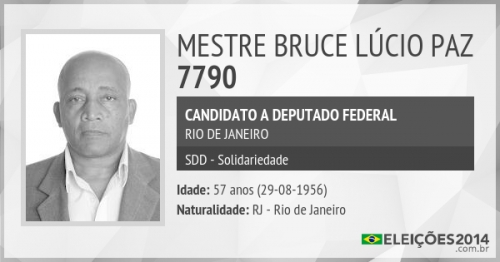 MESTRE BRUCE LÚCIO PAZ
7790
CANDIDATO A DEPUTADO FEDERAL
RIO DE JANEIRO
SDD - Solidariedade
Idade: 57 anos (29-08-1956)
Naturalidade: RJ - Rio de Janeiro
ELEIÇÕES2014
.com.br